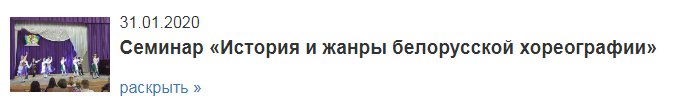 31.01.2020
Семинар «История и жанры белорусской хореографии»
раскрыть »